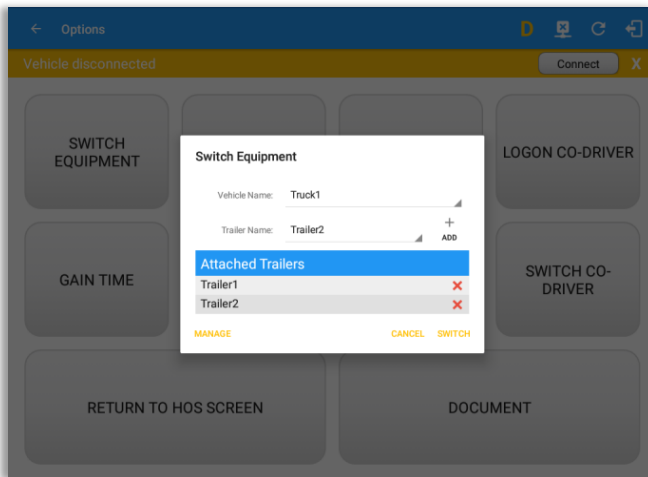 Options
D
Vehicle disconnected
Connect
X
SWITCH
EQUIPMENT
LOGON CO-DRIVER
Switch Equipment
Vehicle Name: Truck1
Trailer Name: Trailer2
ADD
Attached Trailers
Trailer1
Trailer2
MANAGE
CANCEL
SWITCH
GAIN TIME
SWITCH CO-
DRIVER
RETURN TO HOS SCREEN
DOCUMENT